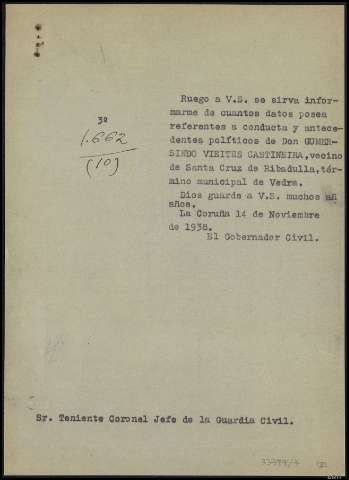 Ruego a V.S. se sirva infor-
marme de cuantos datos posea
3º
referentes a conducta y antece-
1.662
(10)
dentes políticos de Don GUMER-
SINDO VIEITES CASTIÑEIRA, vecino
de Santa Cruz de Ribadulla, tér-
mino municipal de Vedra.
Dios guarde a V.S. muchos añ
años.
La Coruña 14 de Noviembre
de 1938.
El Gobernador Civil.
Sr. Teniente Coronel Jefe de la Guardia Civil.